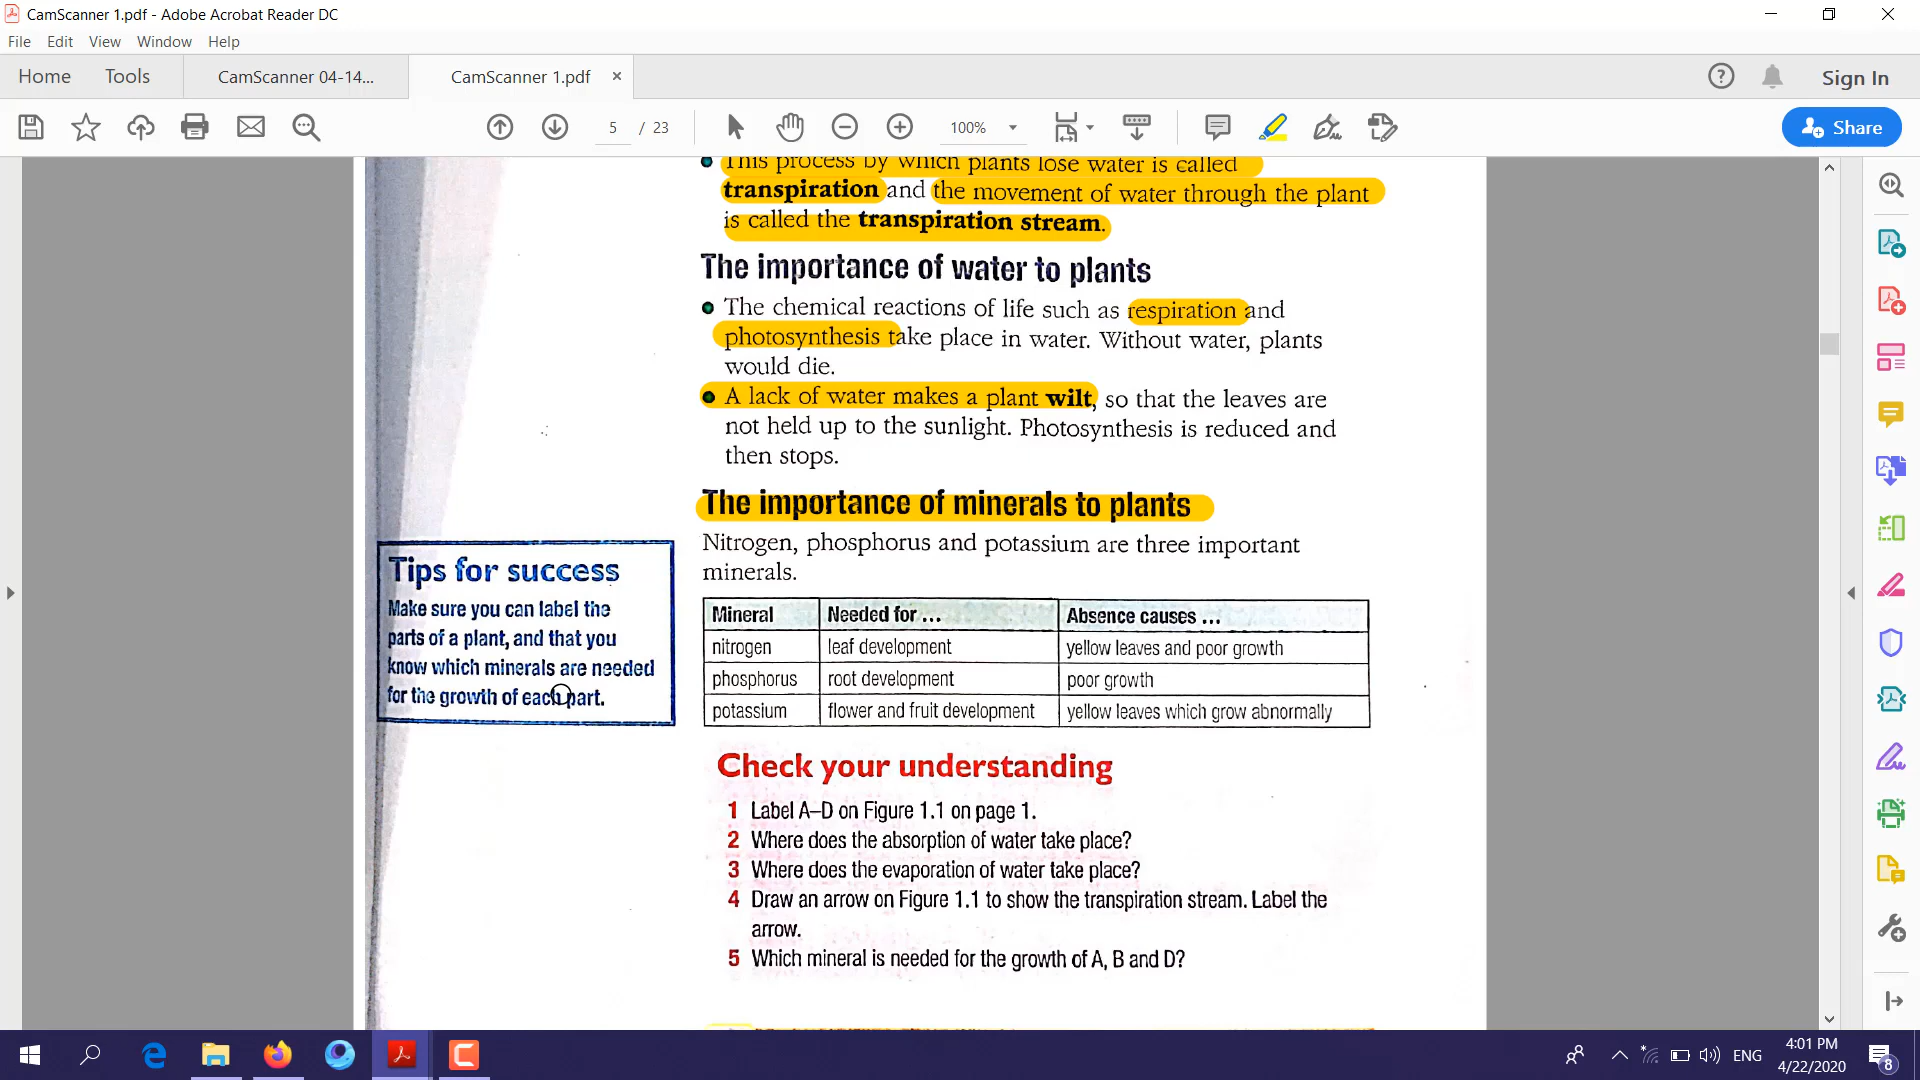 CamScanner 1.pdf - Adobe Acrobat Reader DC
File Edit View Window Help
Home Tools CamScanner 04-14... CamScanner 1.pdf × Sign In
5 / 23 100% Share
This process by which plants lose water is called
transpiration and the movement of water through the plant
is called the transpiration stream.
The importance of water to plants
● The chemical reactions of life such as respiration and
photosynthesis take place in water. Without water, plants
would die.
● A lack of water makes a plant wilt, so that the leaves are
not held up to the sunlight. Photosynthesis is reduced and
then stops.
The importance of minerals to plants
Nitrogen, phosphorus and potassium are three important
minerals.
Tips for success
Make sure you can label the
parts of a plant, and that you
know which minerals are needed
for the growth of each part.
Mineral Needed for ... Absence causes ...
nitrogen leaf development yellow leaves and poor growth
phosphorus root development poor growth
potassium flower and fruit development yellow leaves which grow abnormally
Check your understanding
1 Label A–D on Figure 1.1 on page 1.
2 Where does the absorption of water take place?
3 Where does the evaporation of water take place?
4 Draw an arrow on Figure 1.1 to show the transpiration stream. Label the
arrow.
5 Which mineral is needed for the growth of A, B and D?
ENG
4:01 PM
4/22/2020
8